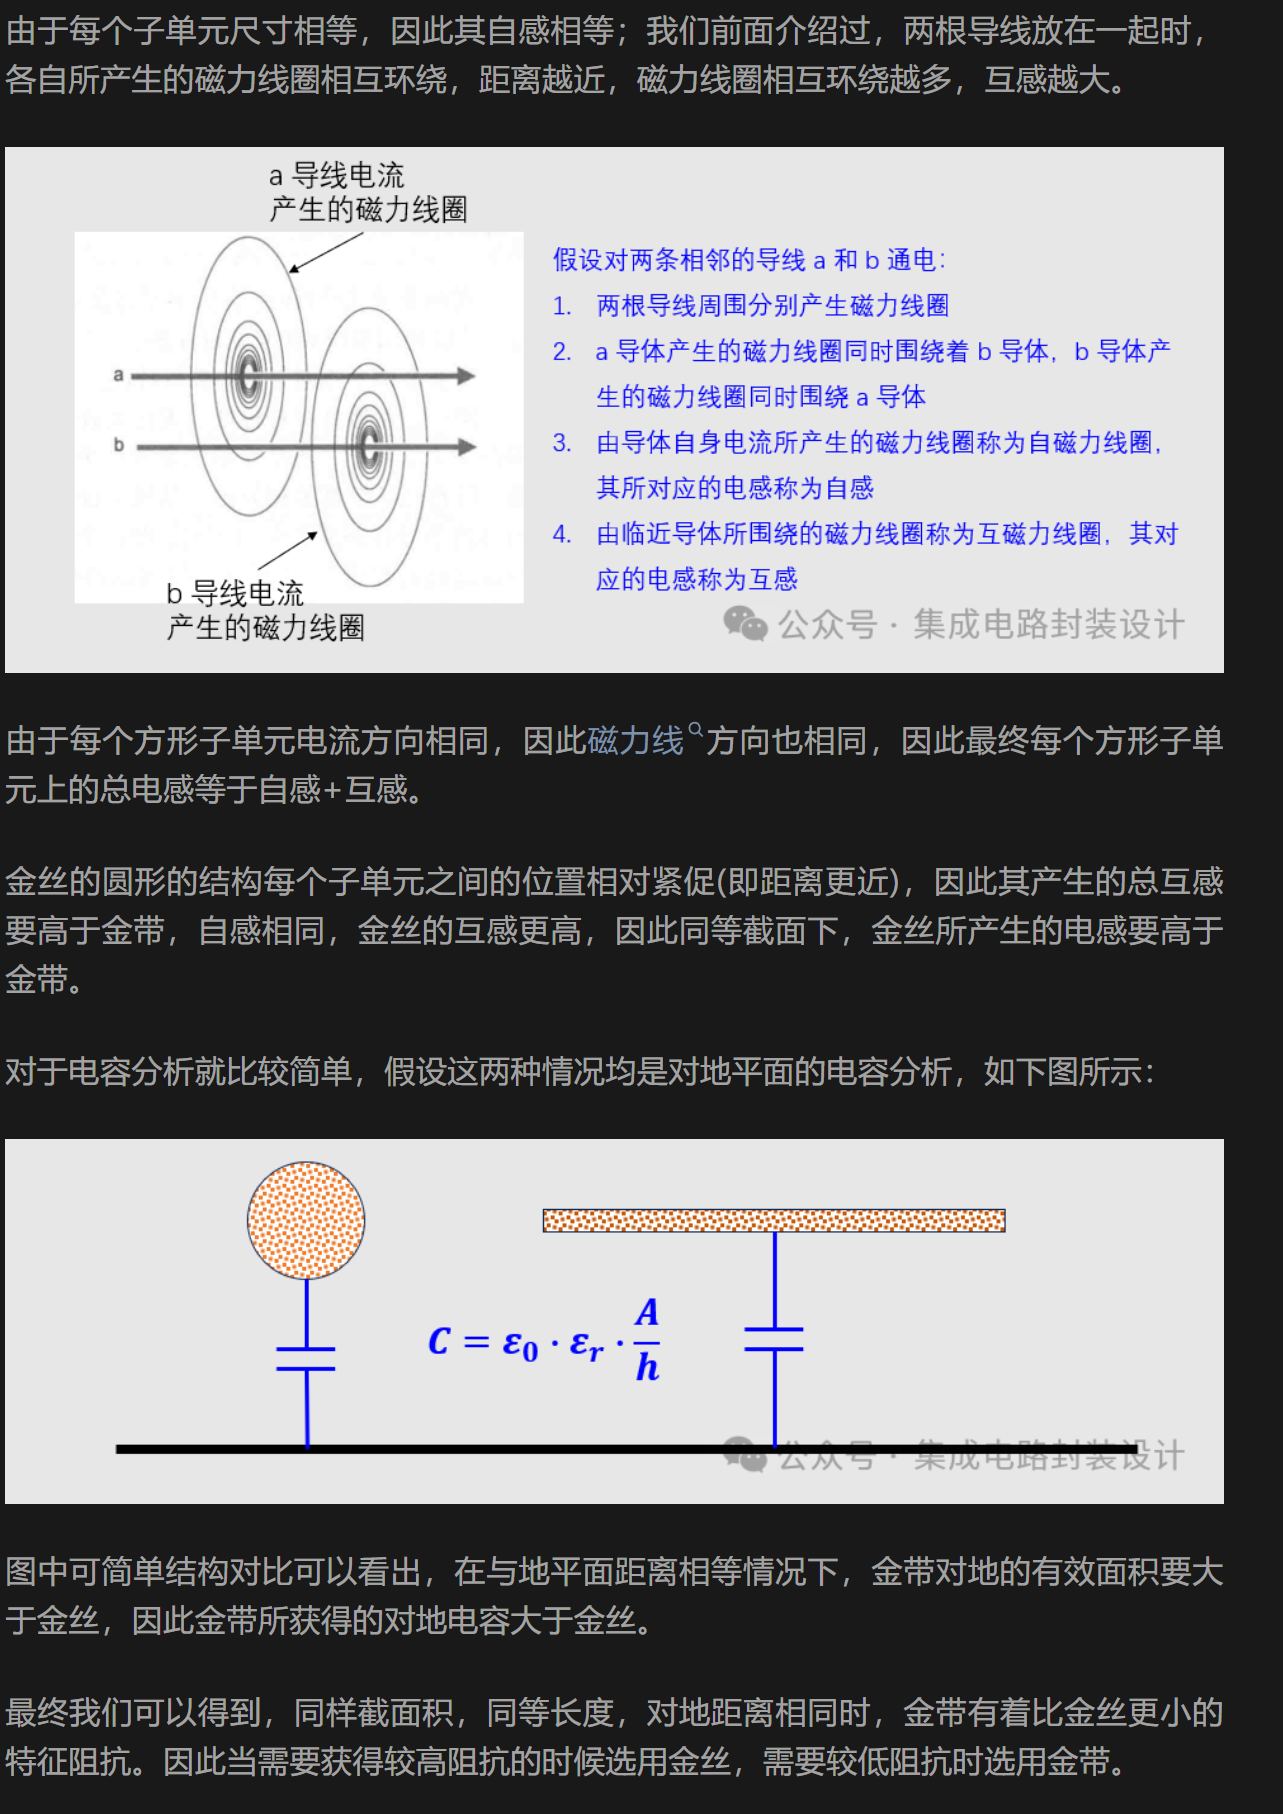 由于每个子单元尺寸相等，因此其自感相等；我们前面介绍过，两根导线放在一起时，
各自所产生的磁力线圈相互环绕，距离越近，磁力线圈相互环绕越多，互感越大。
a 导线电流
产生的磁力线圈
a
b
b 导线电流
产生的磁力线圈
假设对两条相邻的导线 a 和 b 通电：
1. 两根导线周围分别产生磁力线圈
2. a 导体产生的磁力线圈同时围绕着 b 导体，b 导体产
生的磁力线圈同时围绕 a 导体
3. 由导体自身电流所产生的磁力线圈称为自磁力线圈，
其所对应的电感称为自感
4. 由临近导体所围绕的磁力线圈称为互磁力线圈，其对
应的电感称为互感
公众号 · 集成电路封装设计
由于每个方形子单元电流方向相同，因此磁力线方向也相同，因此最终每个方形子单
元上的总电感等于自感+互感。
金丝的圆形的结构每个子单元之间的位置相对紧促(即距离更近)，因此其产生的总互感
要高于金带，自感相同，金丝的互感更高，因此同等截面下，金丝所产生的电感要高于
金带。
对于电容分析就比较简单，假设这两种情况均是对地平面的电容分析，如下图所示：
C = ε0 · εr · A/h
公众号 · 集成电路封装设计
图中可简单结构对比可以看出，在与地平面距离相等情况下，金带对地的有效面积要大
于金丝，因此金带所获得的对地电容大于金丝。
最终我们可以得到，同样截面积，同等长度，对地距离相同时，金带有着比金丝更小的
特征阻抗。因此当需要获得较高阻抗的时候选用金丝，需要较低阻抗时选用金带。